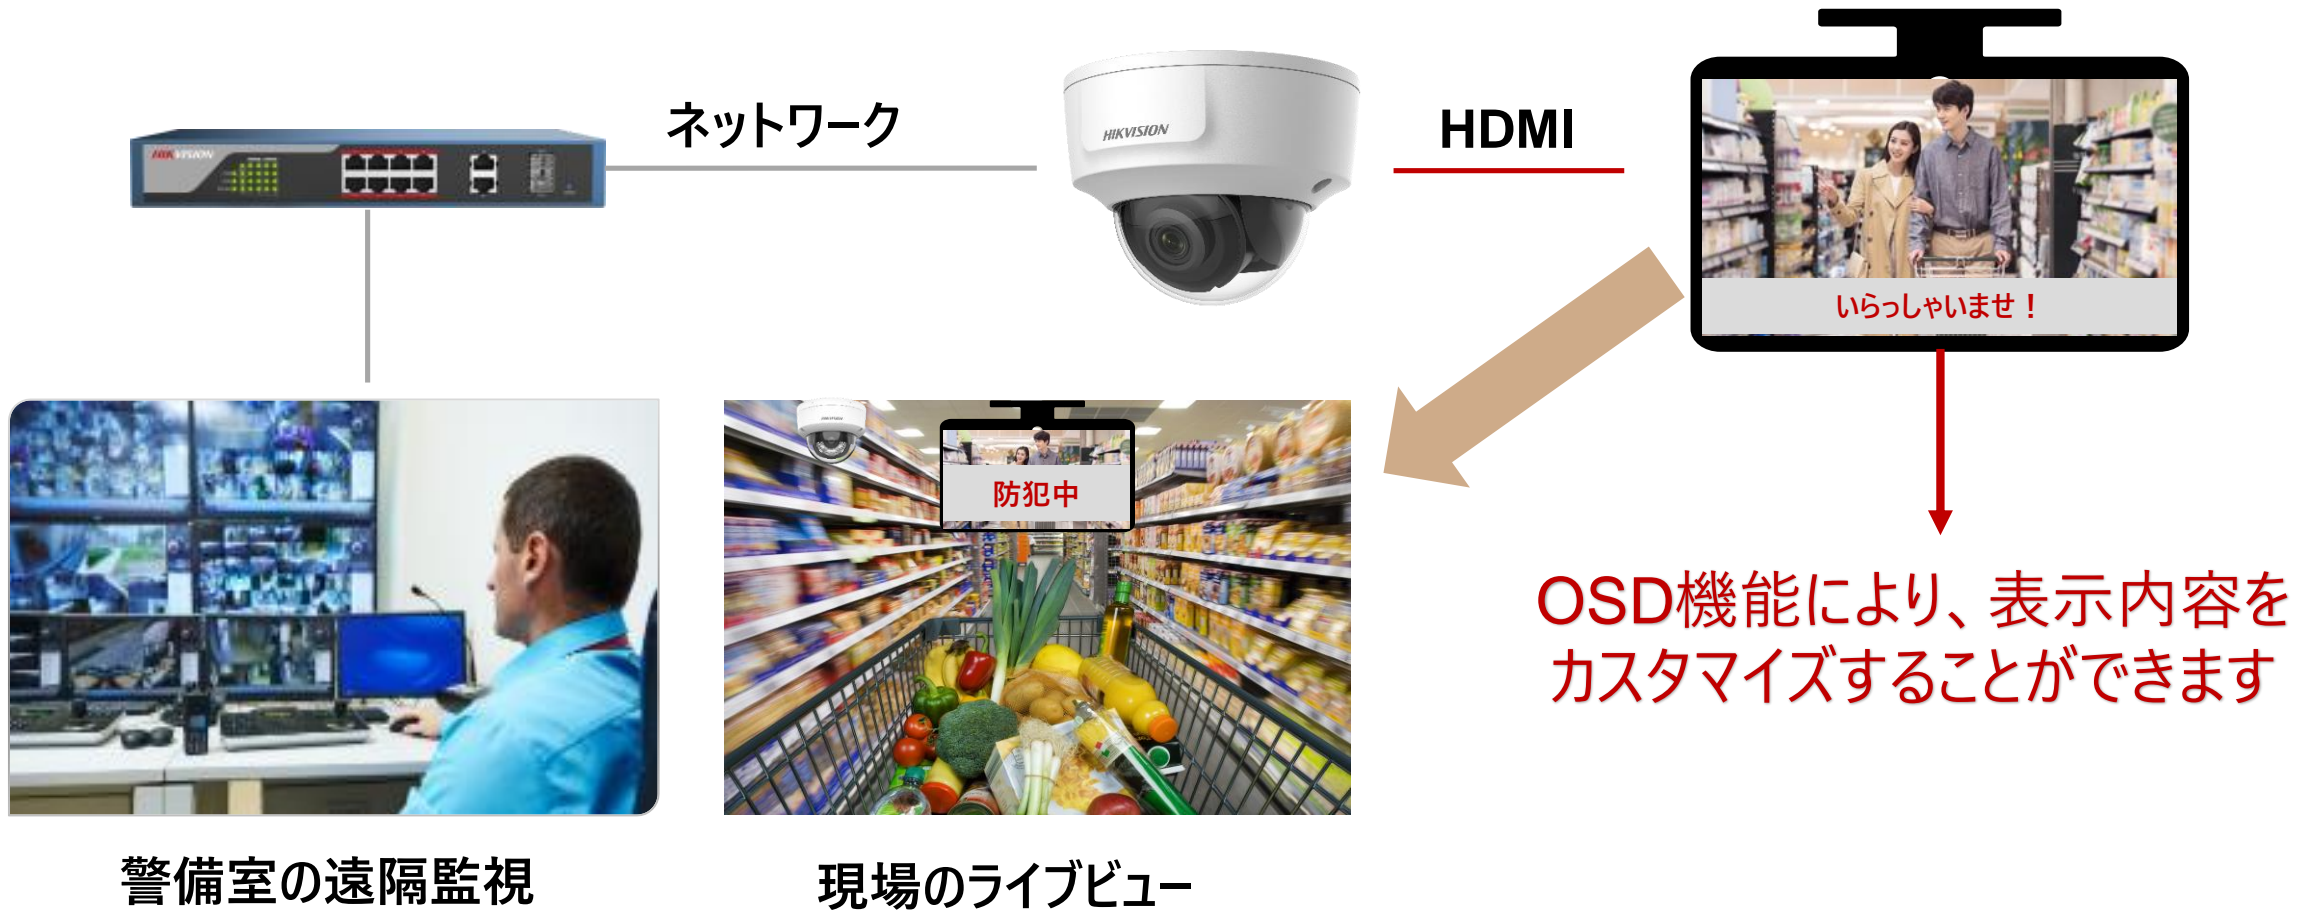 ネットワーク
HDMI
HIKVISION
HIKVISION
いらっしゃいませ！
HIKVISION
防犯中
OSD機能により、表示内容を
カスタマイズすることができます
警備室の遠隔監視
現場のライブビュー